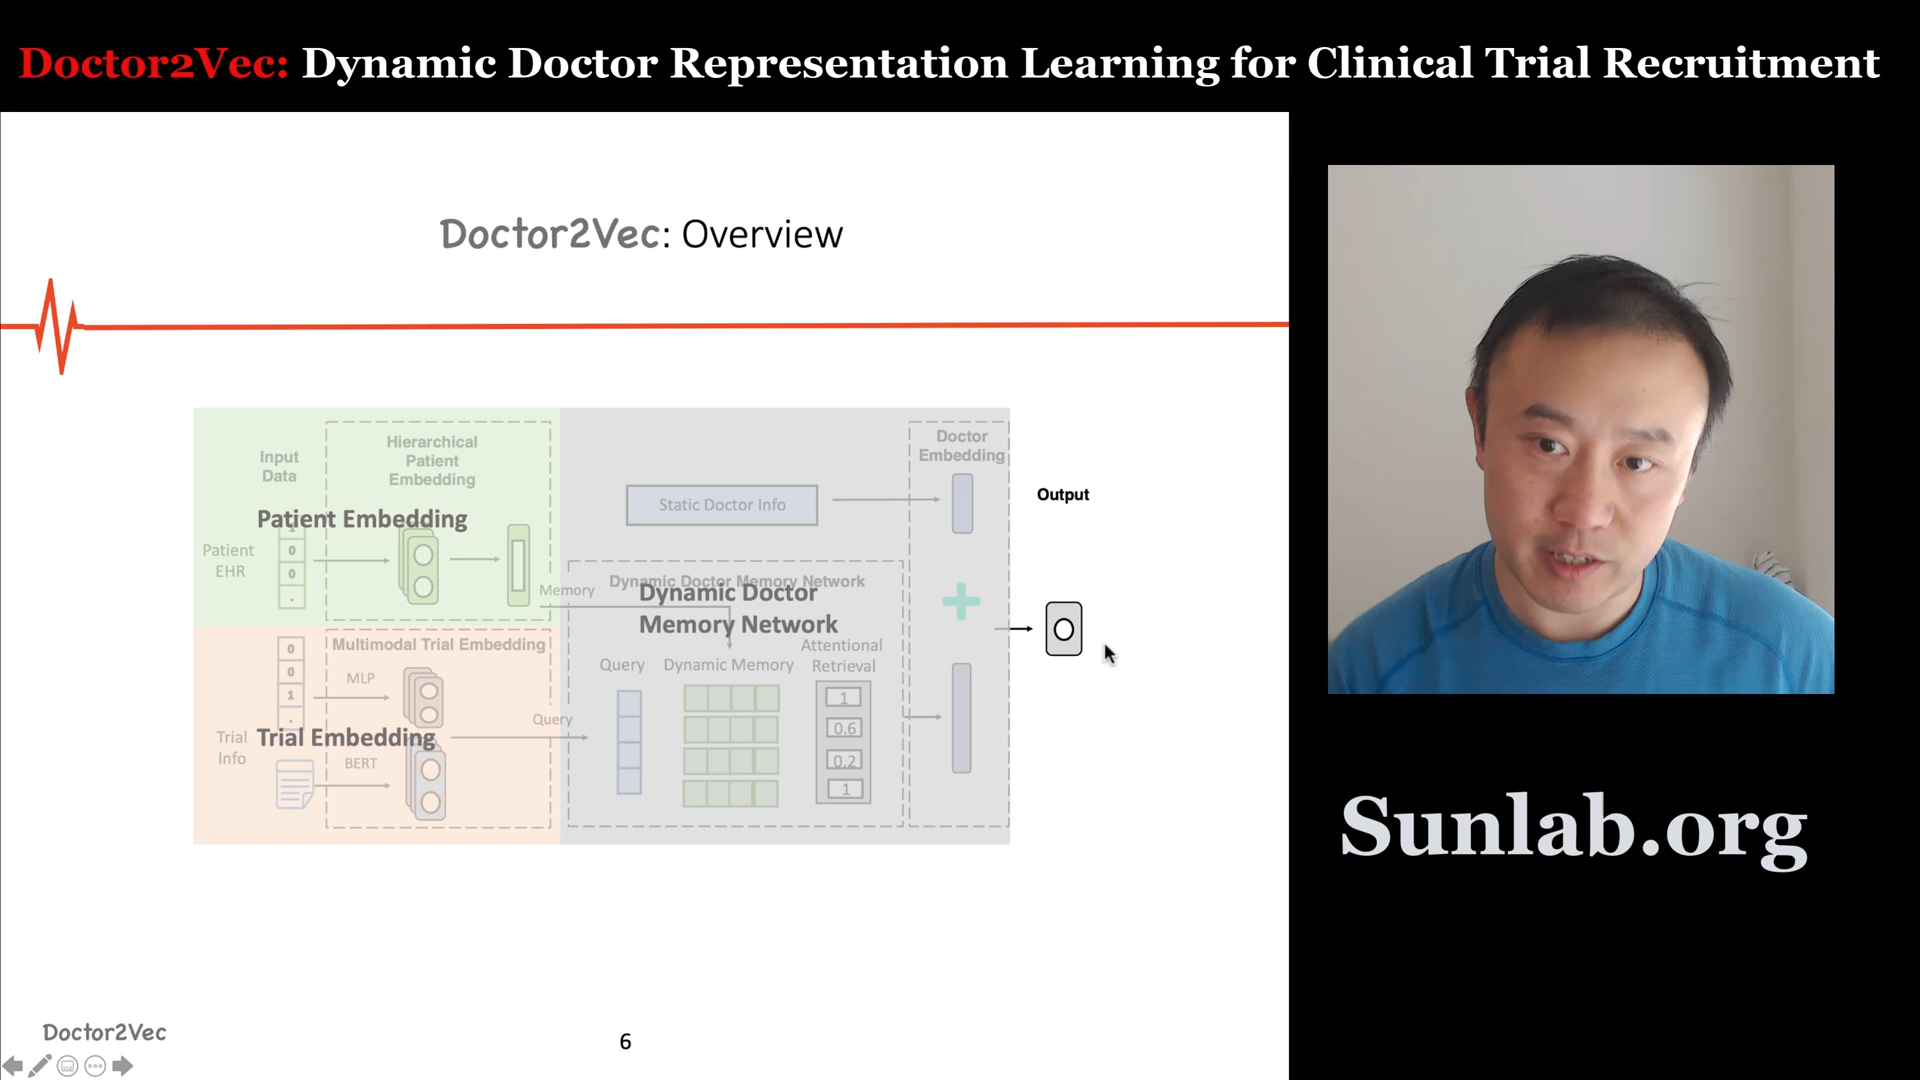 Doctor2Vec: Dynamic Doctor Representation Learning for Clinical Trial Recruitment
Doctor2Vec: Overview
Input
Data
Hierarchical
Patient
Embedding
Patient Embedding
Patient
EHR
0
0
.
Memory
Multimodal Trial Embedding
0
0
1
.
MLP
Trial
Info
Trial Embedding
BERT
Query
Static Doctor Info
Dynamic Doctor Memory Network
Dynamic Doctor
Memory Network
Query
Dynamic Memory
Attentional
Retrieval
1
0.6
0.2
1
Doctor
Embedding
Output
Sunlab.org
Doctor2Vec
6